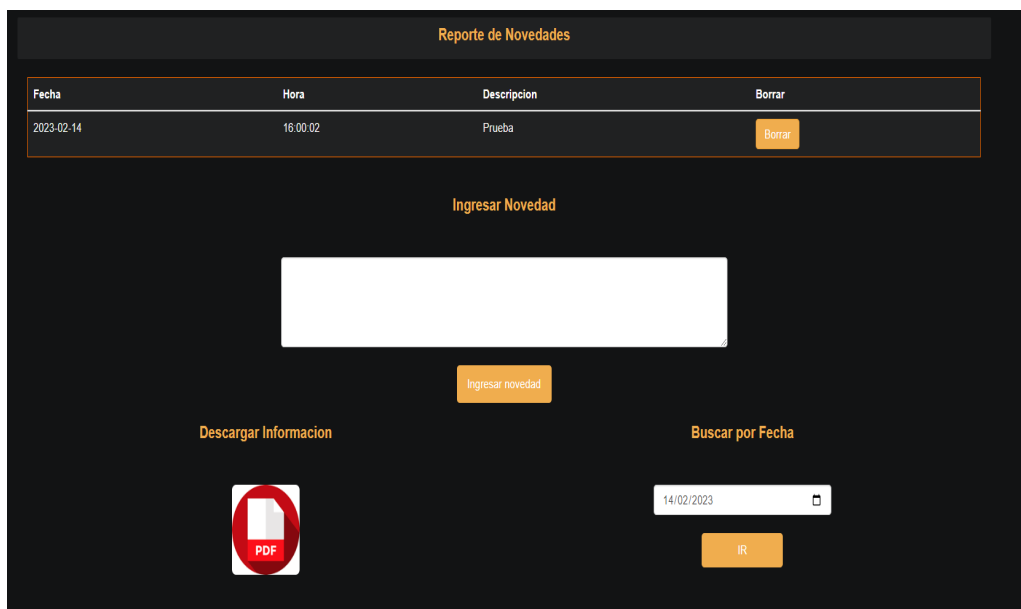 Reporte de Novedades
Fecha Hora Descripcion Borrar
2023-02-14 16:00:02 Prueba Borrar
Ingresar Novedad
Ingresar novedad
Descargar Informacion Buscar por Fecha
14/02/2023
PDF IR